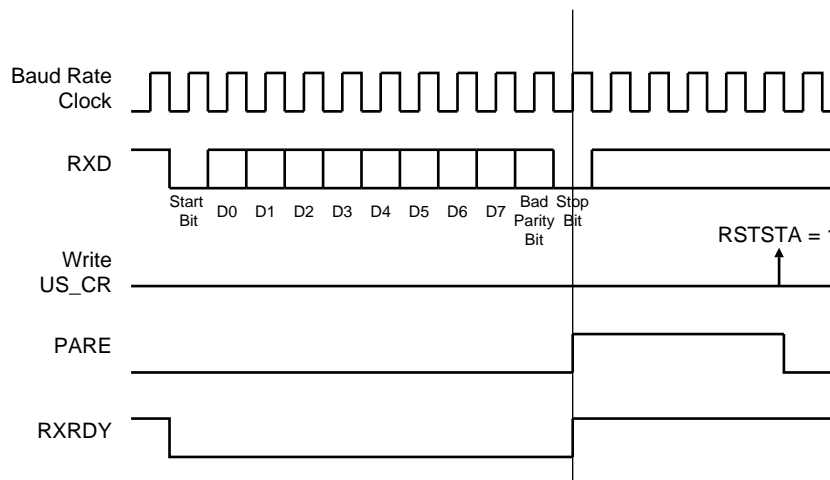 Baud Rate
Clock
RXD
Start
Bit
D0 D1 D2 D3 D4 D5 D6 D7
Bad
Parity
Bit
Stop
Bit
RSTSTA = 1
Write
US_CR
PARE
RXRDY